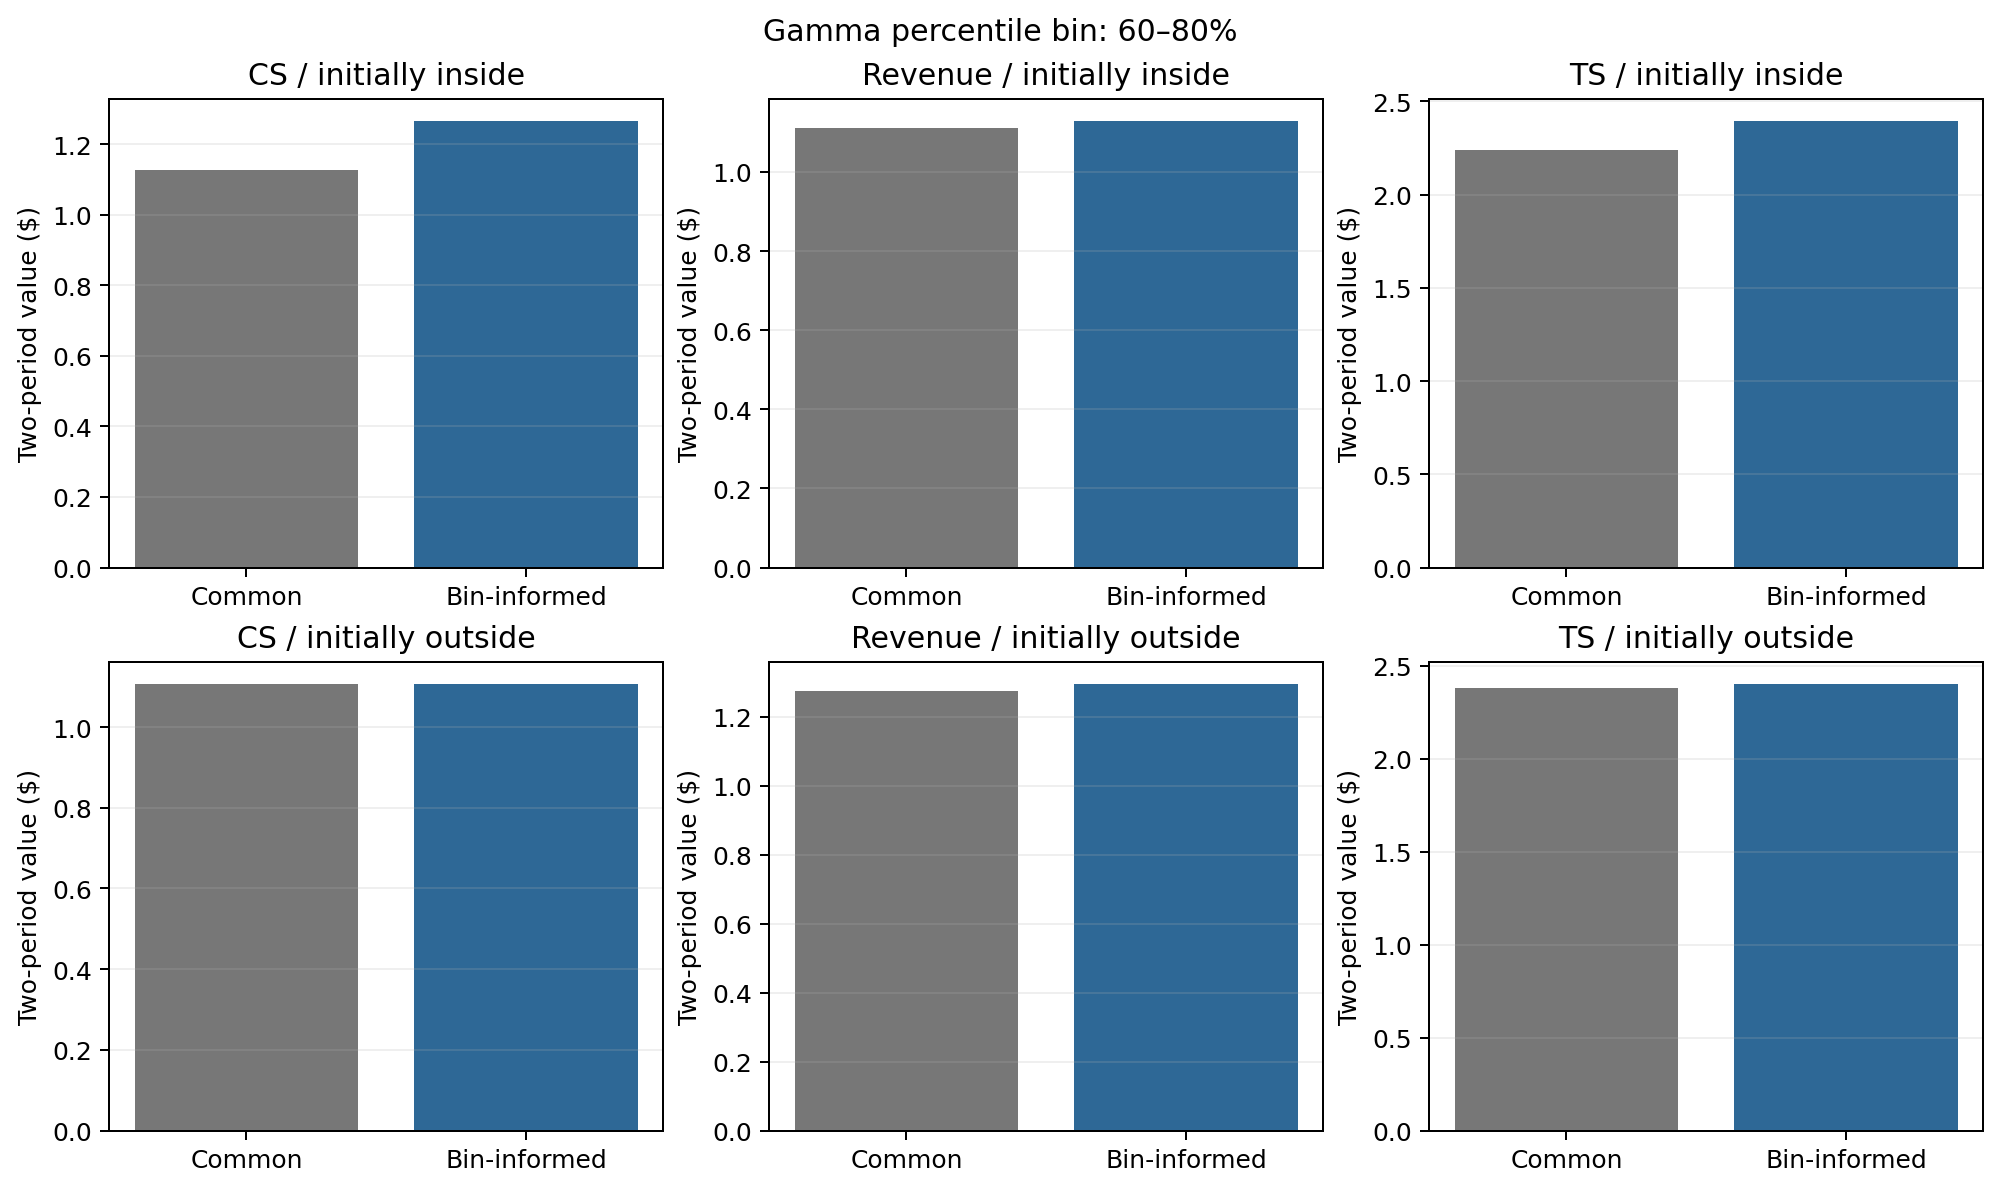 Gamma percentile bin: 60–80%
CS / initially inside
Two-period value ($)
1.2
1.0
0.8
0.6
0.4
0.2
0.0
Common Bin-informed
Revenue / initially inside
Two-period value ($)
1.0
0.8
0.6
0.4
0.2
0.0
Common Bin-informed
TS / initially inside
Two-period value ($)
2.5
2.0
1.5
1.0
0.5
0.0
Common Bin-informed
CS / initially outside
Two-period value ($)
1.0
0.8
0.6
0.4
0.2
0.0
Common Bin-informed
Revenue / initially outside
Two-period value ($)
1.2
1.0
0.8
0.6
0.4
0.2
0.0
Common Bin-informed
TS / initially outside
Two-period value ($)
2.5
2.0
1.5
1.0
0.5
0.0
Common Bin-informed